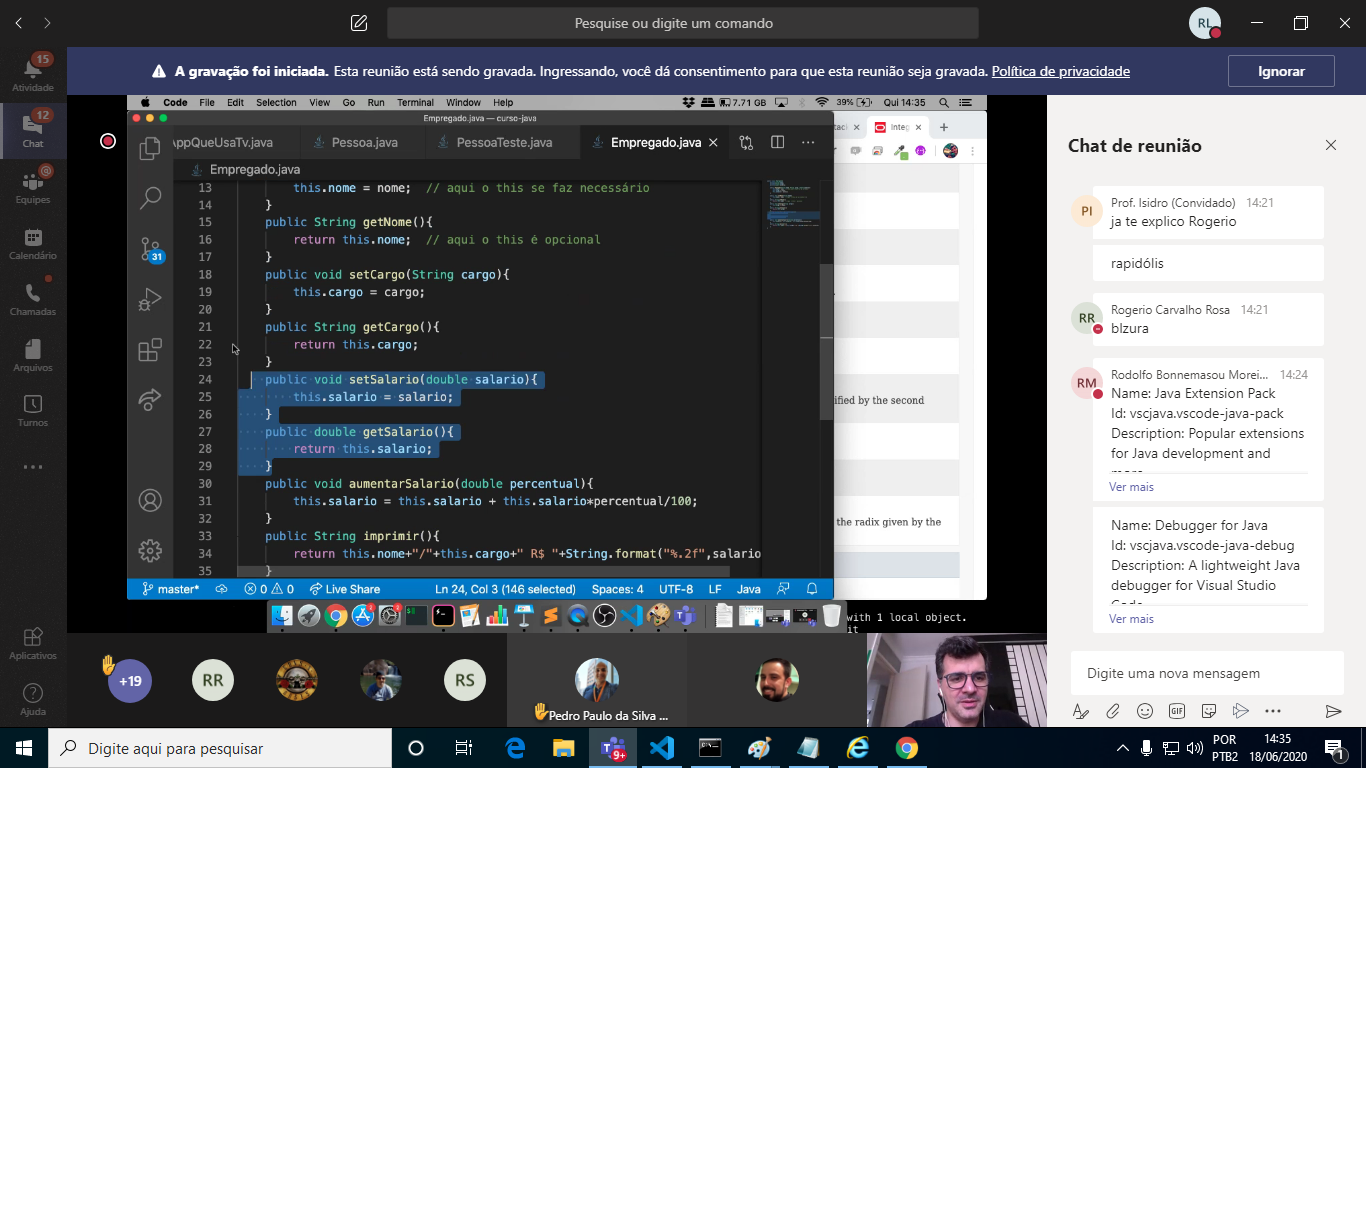 Pesquise ou digite um comando
RL
A gravação foi iniciada. Esta reunião está sendo gravada. Ingressando, você dá consentimento para que esta reunião seja gravada. Política de privacidade
Ignorar
15
Atividade
12
Chat
Equipes
Calendário
Chamadas
Arquivos
Turnos
Aplicativos
Ajuda
Code File Edit Selection View Go Run Terminal Window Help
7.71 GB 39% Qui 14:35
Empregado.java — curso-java
AppQueUsaTv.java
Pessoa.java
PessoaTeste.java
Empregado.java
Empregado.java
31
13 this.nome = nome; // aqui o this se faz necessário
14 }
15 public String getNome(){
16 return this.nome; // aqui o this é opcional
17 }
18 public void setCargo(String cargo){
19 this.cargo = cargo;
20 }
21 public String getCargo(){
22 return this.cargo;
23 }
24 public void setSalario(double salario){
25 this.salario = salario;
26 }
27 public double getSalario(){
28 return this.salario;
29 }
30 public void aumentarSalario(double percentual){
31 this.salario = this.salario + this.salario*percentual/100;
32 }
33 public String imprimir(){
34 return this.nome+"/"+this.cargo+" R$ "+String.format("%.2f",salario
35 }
master* 0 0 Live Share Ln 24, Col 3 (146 selected) Spaces: 4 UTF-8 LF Java
ified by the second
the radix given by the
with 1 local object.
it
+19
RR
RS
Pedro Paulo da Silva ...
Chat de reunião
PI
Prof. Isidro (Convidado) 14:21
ja te explico Rogerio
rapidólis
RR
Rogerio Carvalho Rosa 14:21
blzura
RM
Rodolfo Bonnemasou Morei... 14:24
Name: Java Extension Pack
Id: vscjava.vscode-java-pack
Description: Popular extensions
for Java development and
Ver mais
Name: Debugger for Java
Id: vscjava.vscode-java-debug
Description: A lightweight Java
debugger for Visual Studio
Ver mais
Digite uma nova mensagem
GIF
Digite aqui para pesquisar
9+
POR
PTB2
14:35
18/06/2020
1